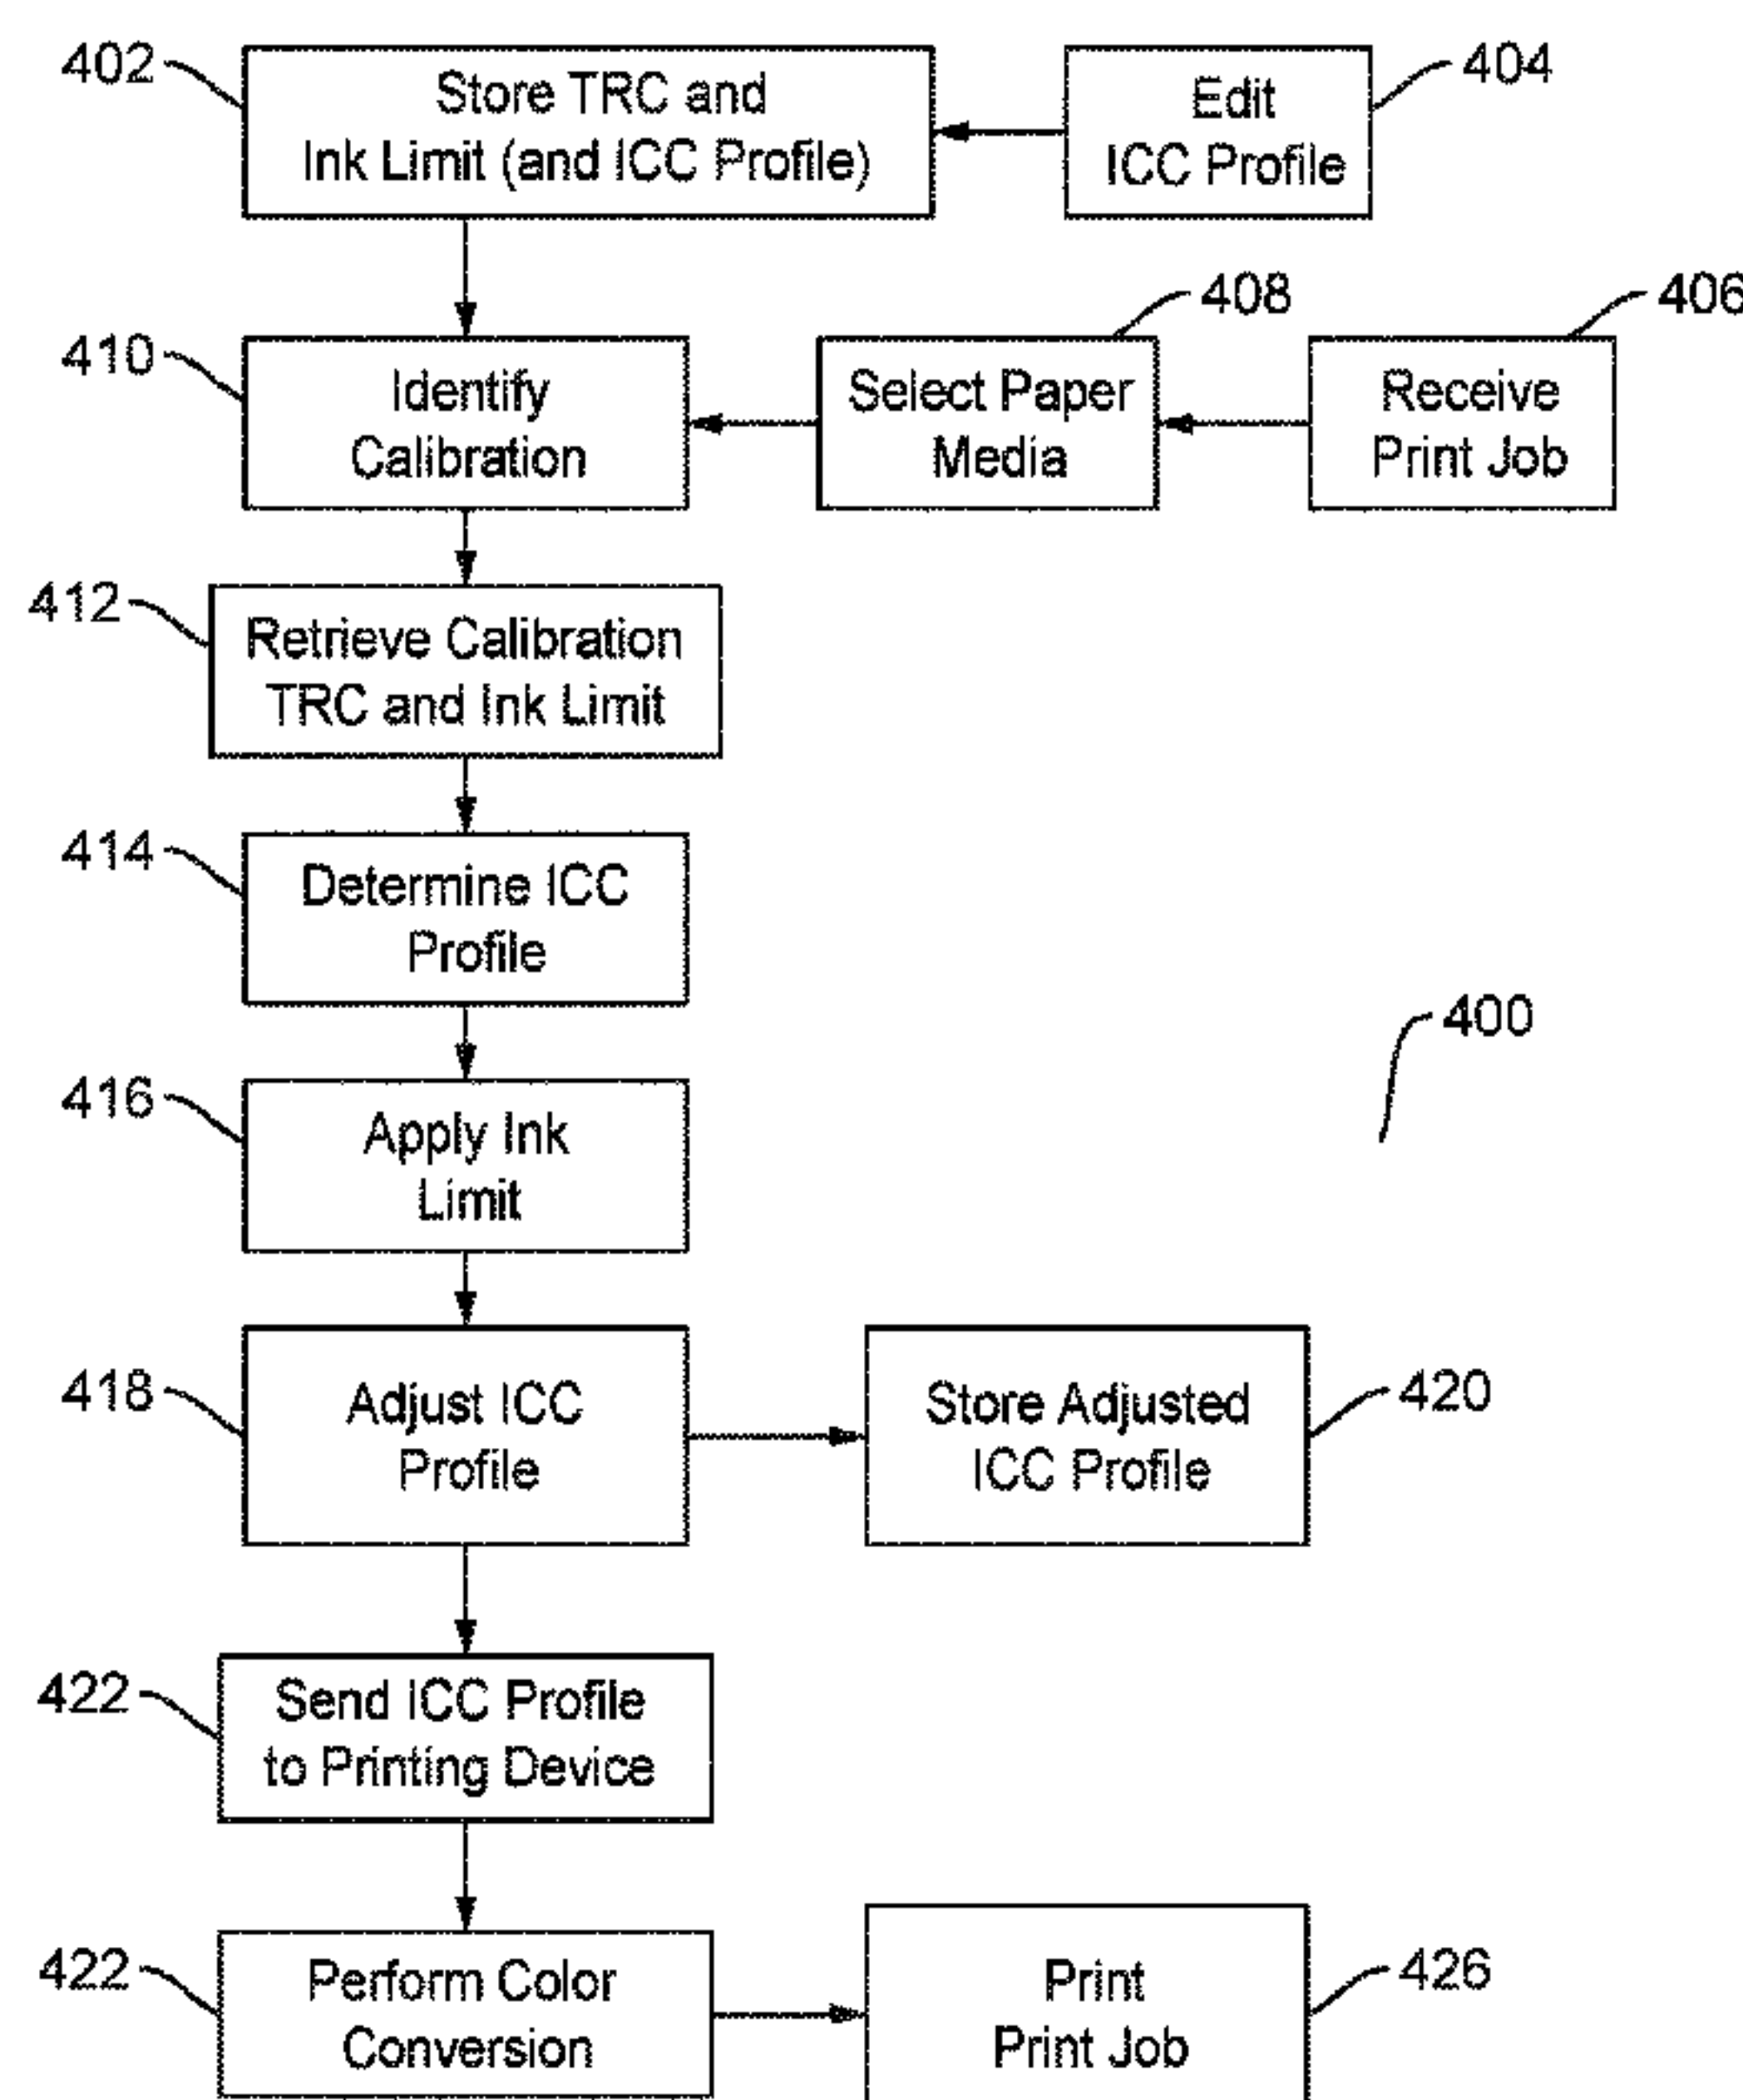 402
Store TRC and
Ink Limit (and ICC Profile)
Edit
ICC Profile
404
408
406
410
Identify
Calibration
Select Paper
Media
Receive
Print Job
412
Retrieve Calibration
TRC and Ink Limit
414
Determine ICC
Profile
400
416
Apply Ink
Limit
418
Adjust ICC
Profile
Store Adjusted
ICC Profile
420
422
Send ICC Profile
to Printing Device
422
Perform Color
Conversion
Print
Print Job
426